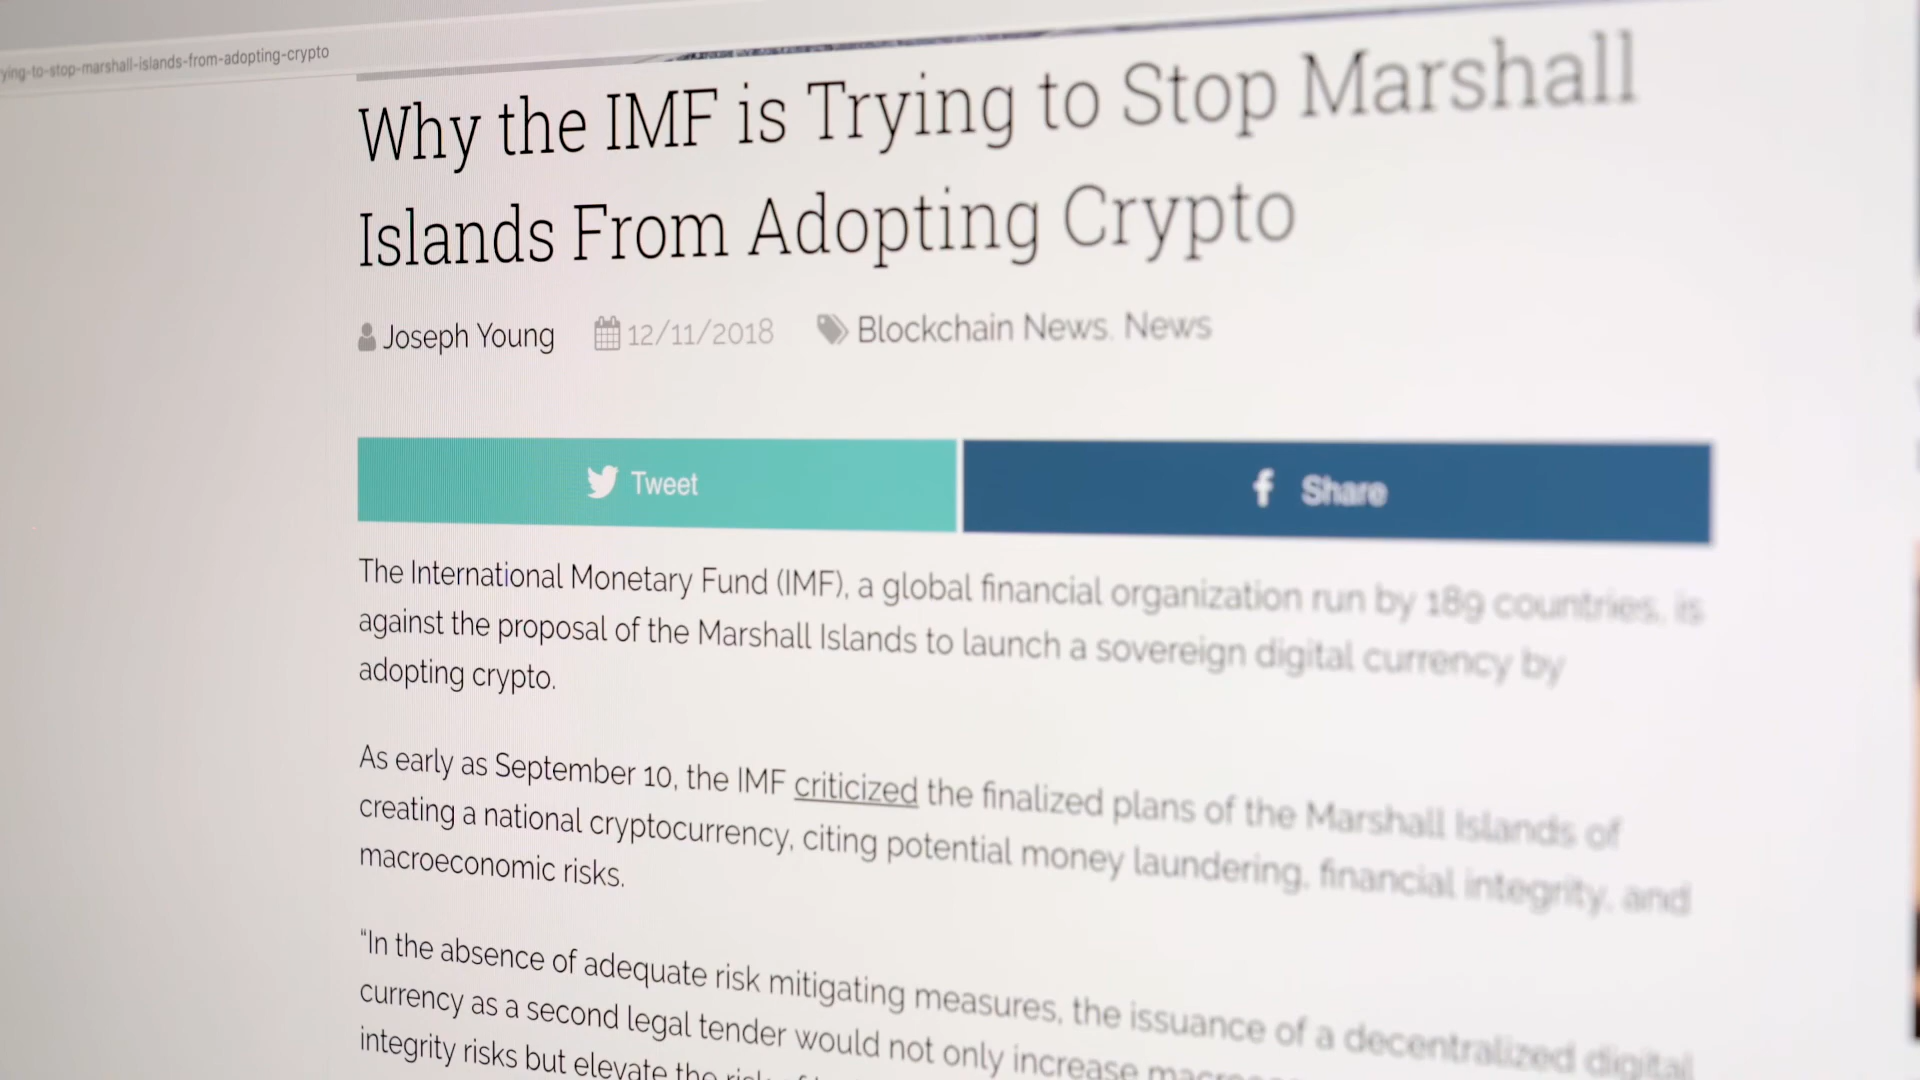 ying-to-stop-marshall-islands-from-adopting-crypto
Why the IMF is Trying to Stop Marshall
Islands From Adopting Crypto
Joseph Young 12/11/2018 Blockchain News, News
Tweet Share
The International Monetary Fund (IMF), a global financial organization run by 189 countries, is
against the proposal of the Marshall Islands to launch a sovereign digital currency by
adopting crypto.
As early as September 10, the IMF criticized the finalized plans of the Marshall Islands of
creating a national cryptocurrency, citing potential money laundering, financial integrity, and
macroeconomic risks.
“In the absence of adequate risk mitigating measures, the issuance of a decentralized digital
currency as a second legal tender would not only increase
integrity risks but elevate the